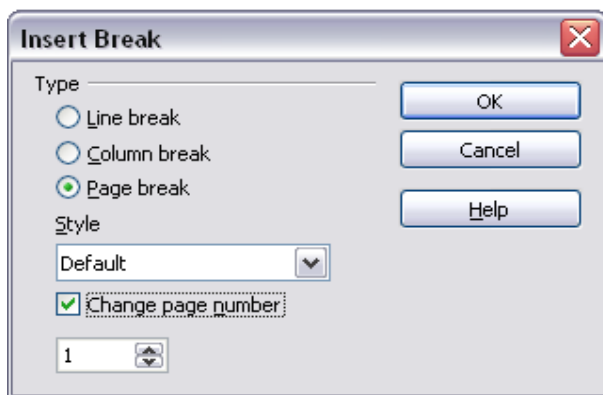 Insert Break
Type
Line break
Column break
Page break
Style
Default
Change page number
1
OK
Cancel
Help